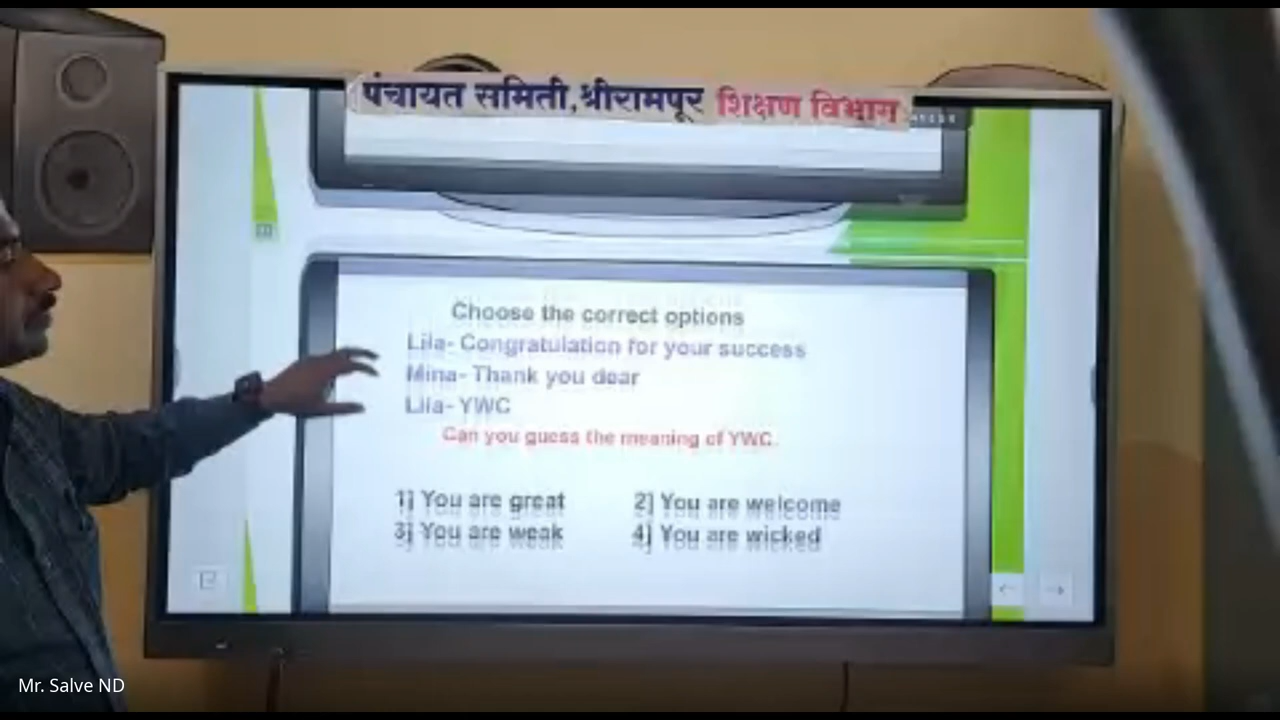 पंचायत समिती,श्रीरामपूर शिक्षण विभाग
Choose the correct options
Lila- Congratulation for your success
Mina- Thank you dear
Lila- YWC
Can you guess the meaning of YWC.
1] You are great 2] You are welcome
3] You are weak 4] You are wicked
Mr. Salve ND